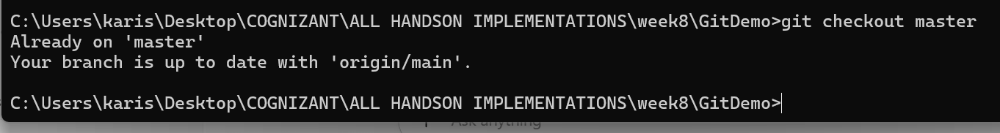 C:\Users\karis\Desktop\COGNIZANT\ALL HANDSON IMPLEMENTATIONS\week8\GitDemo>git checkout master
Already on 'master'
Your branch is up to date with 'origin/main'.
C:\Users\karis\Desktop\COGNIZANT\ALL HANDSON IMPLEMENTATIONS\week8\GitDemo>
Ask anything